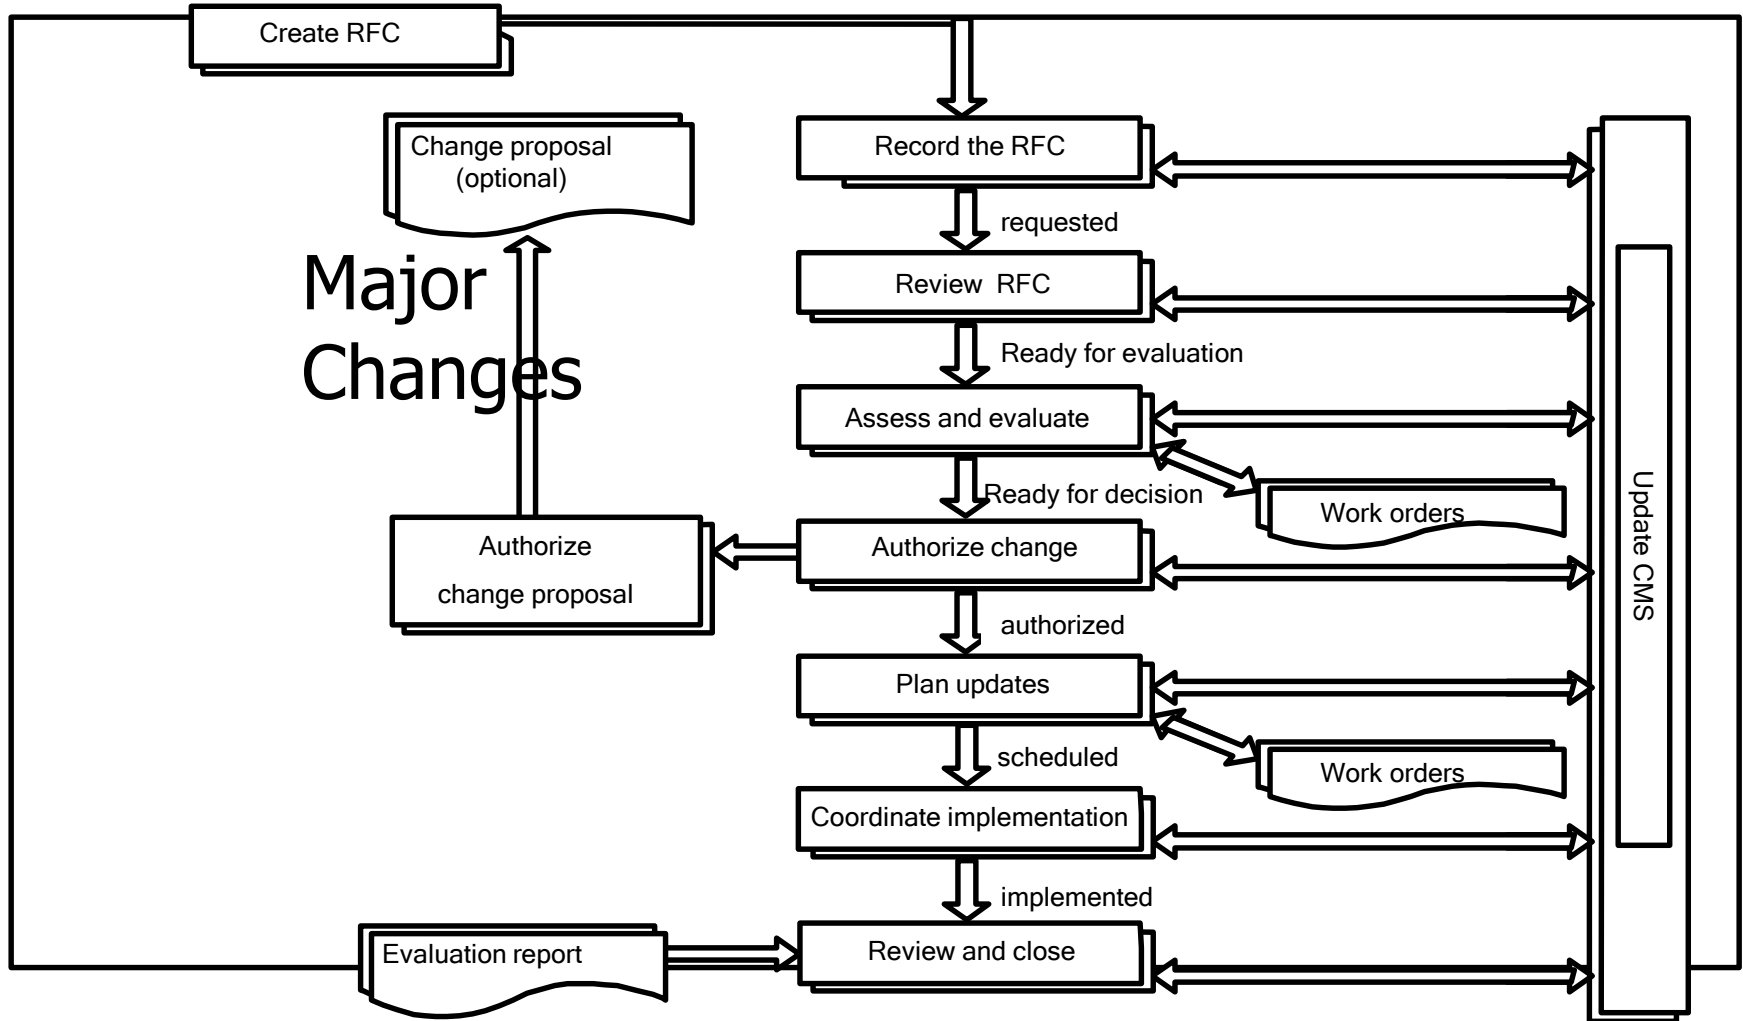 Create RFC
Change proposal
(optional)
Record the RFC
requested
Major
Changes
Review RFC
Ready for evaluation
Assess and evaluate
Ready for decision
Work orders
Authorize
change proposal
Authorize change
authorized
Update CMS
Plan updates
scheduled
Work orders
Coordinate implementation
implemented
Evaluation report
Review and close